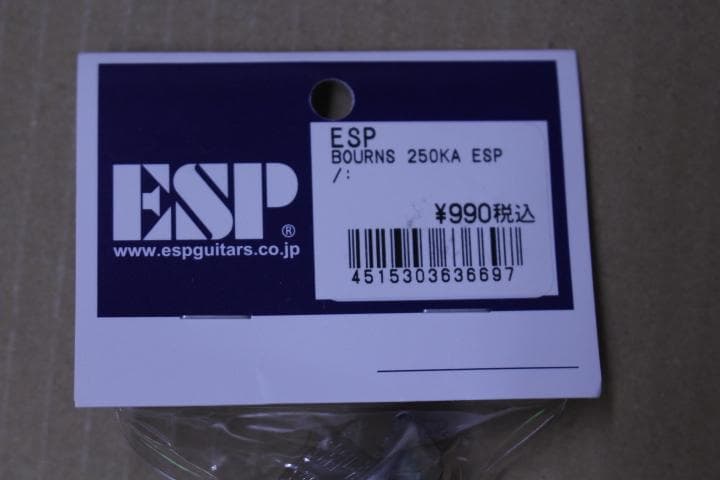 ESP®
www.espguitars.co.jp
ESP
BOURNS 250KA ESP
/:
¥990税込
4515303636697